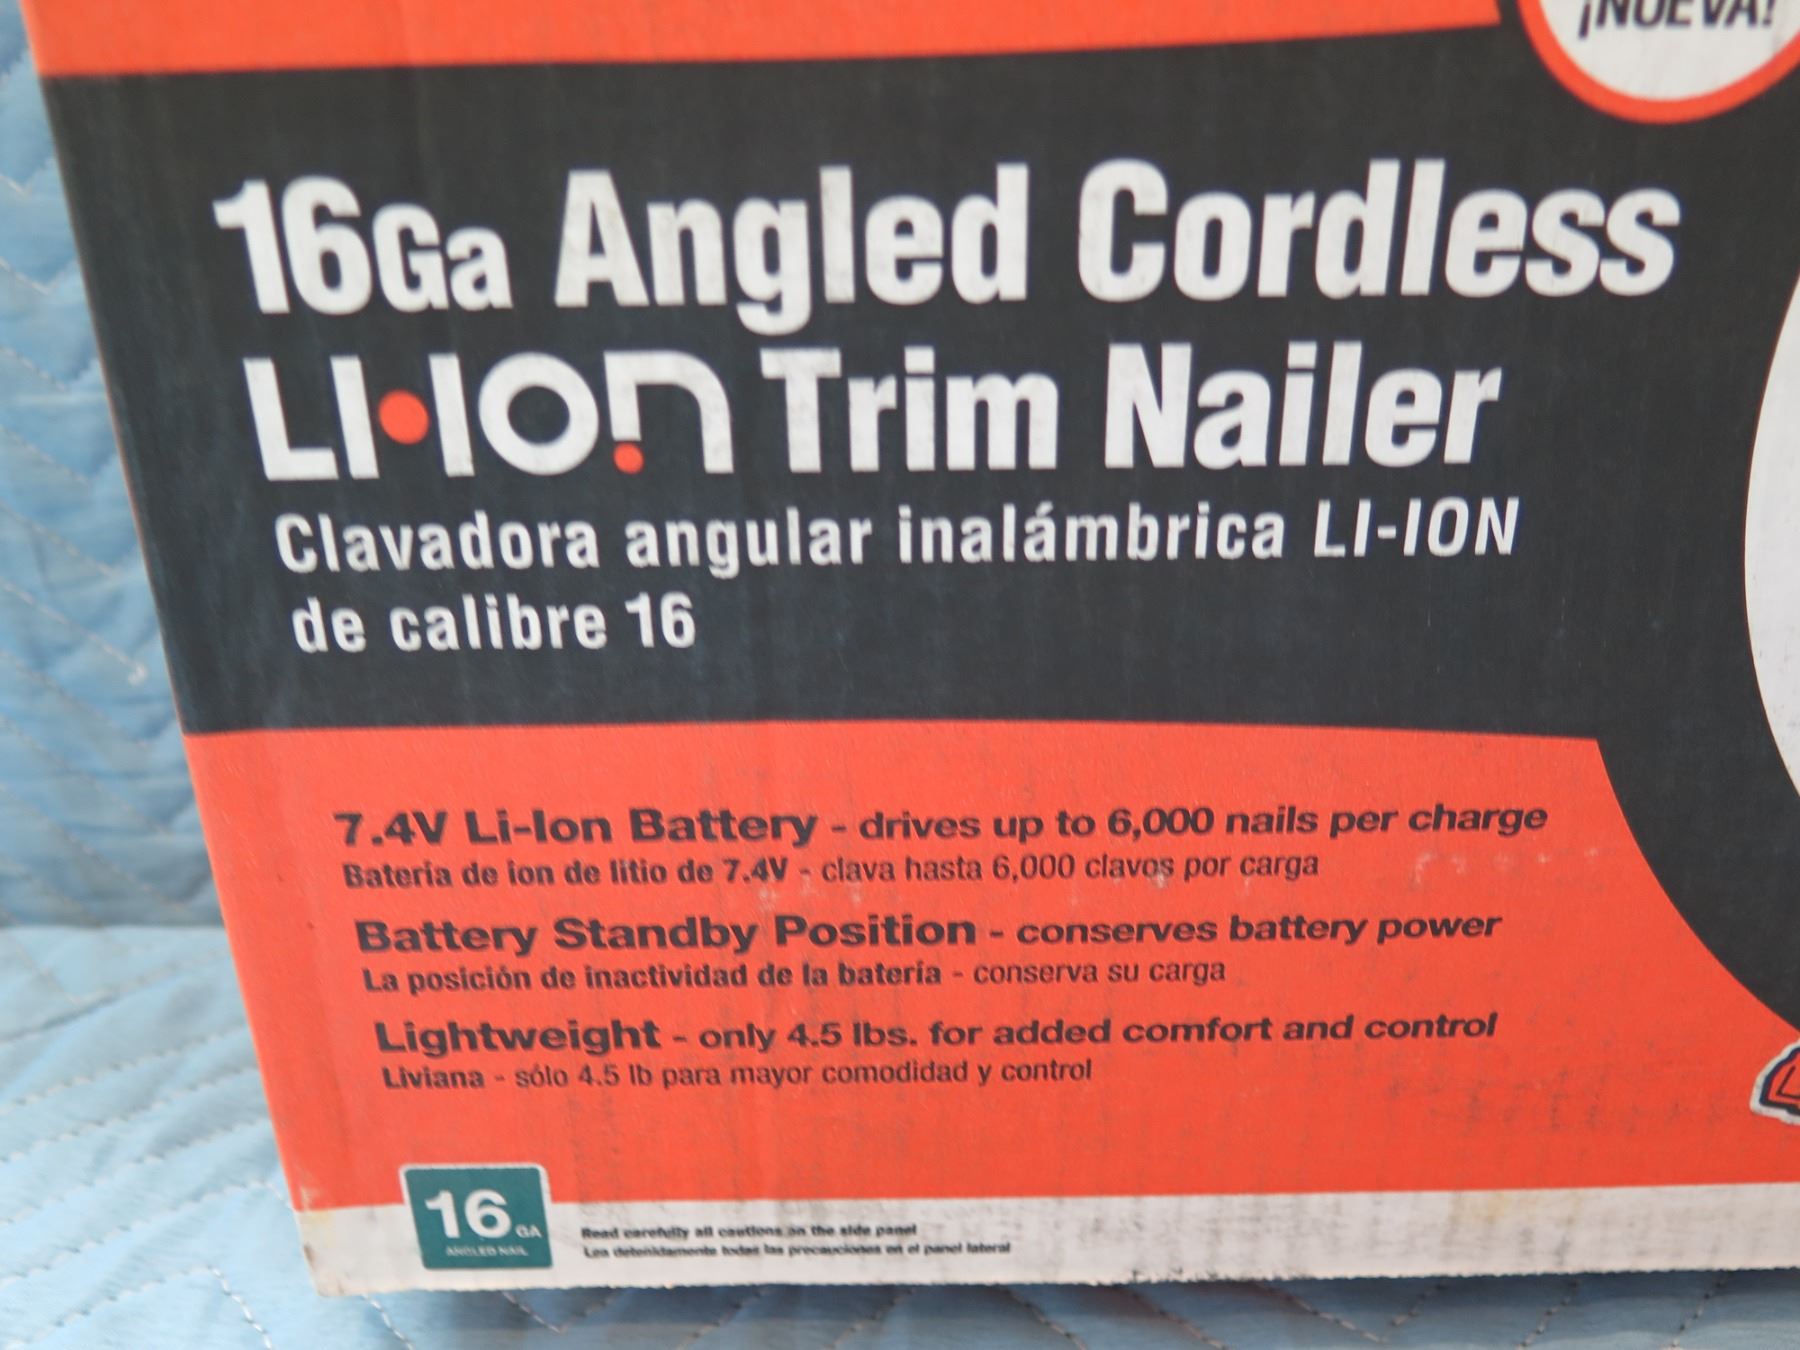 ¡NUEVA!
16Ga Angled Cordless
LI-ION Trim Nailer
Clavadora angular inalámbrica LI-ION
de calibre 16
7.4V Li-Ion Battery - drives up to 6,000 nails per charge
Bateria de ion de litio de 7.4V - clava hasta 6,000 clavos por carga
Battery Standby Position - conserves battery power
La posición de inactividad de la batería - conserva su carga
Lightweight - only 4.5 lbs. for added comfort and control
Liviana - sólo 4.5 lb para mayor comodidad y control
16 GA
ANGLED NAIL
Read carefully all cautions on the side panel
Lea detenidamente todas las precauciones en el panel lateral